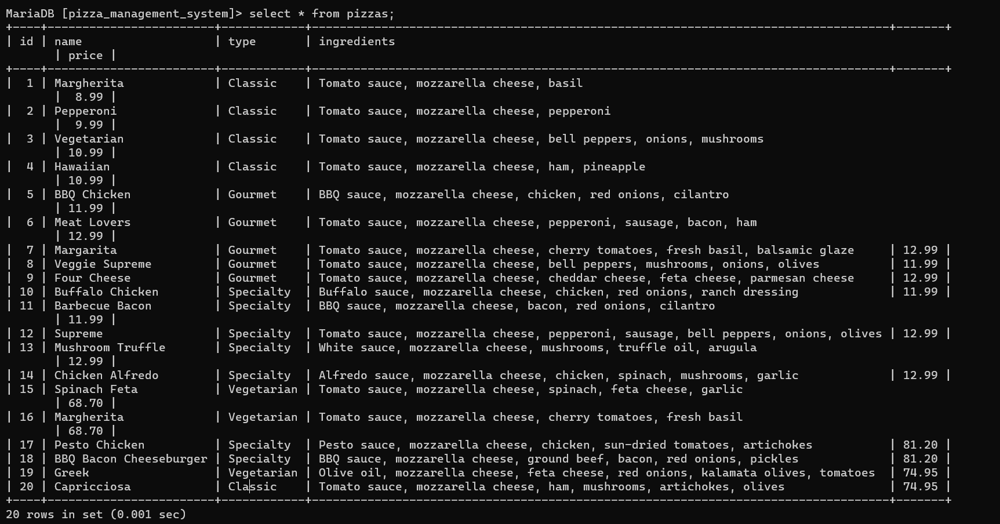 MariaDB [pizza_management_system]> select * from pizzas;
+----+------------------------+------------+-----------------------------------------------------------------------------------+-------+
| id | name                   | type       | ingredients
       | price |
+----+------------------------+------------+-----------------------------------------------------------------------------------+-------+
|  1 | Margherita             | Classic    | Tomato sauce, mozzarella cheese, basil
       |  8.99 |
|  2 | Pepperoni              | Classic    | Tomato sauce, mozzarella cheese, pepperoni
       |  9.99 |
|  3 | Vegetarian             | Classic    | Tomato sauce, mozzarella cheese, bell peppers, onions, mushrooms
       | 10.99 |
|  4 | Hawaiian               | Classic    | Tomato sauce, mozzarella cheese, ham, pineapple
       | 10.99 |
|  5 | BBQ Chicken            | Gourmet    | BBQ sauce, mozzarella cheese, chicken, red onions, cilantro
       | 11.99 |
|  6 | Meat Lovers            | Gourmet    | Tomato sauce, mozzarella cheese, pepperoni, sausage, bacon, ham
       | 12.99 |
|  7 | Margarita              | Gourmet    | Tomato sauce, mozzarella cheese, cherry tomatoes, fresh basil, balsamic glaze     | 12.99 |
|  8 | Veggie Supreme         | Gourmet    | Tomato sauce, mozzarella cheese, bell peppers, mushrooms, onions, olives          | 11.99 |
|  9 | Four Cheese            | Gourmet    | Tomato sauce, mozzarella cheese, cheddar cheese, feta cheese, parmesan cheese     | 12.99 |
| 10 | Buffalo Chicken        | Specialty  | Buffalo sauce, mozzarella cheese, chicken, red onions, ranch dressing             | 11.99 |
| 11 | Barbecue Bacon         | Specialty  | BBQ sauce, mozzarella cheese, bacon, red onions, cilantro
       | 11.99 |
| 12 | Supreme                | Specialty  | Tomato sauce, mozzarella cheese, pepperoni, sausage, bell peppers, onions, olives | 12.99 |
| 13 | Mushroom Truffle       | Specialty  | White sauce, mozzarella cheese, mushrooms, truffle oil, arugula
       | 12.99 |
| 14 | Chicken Alfredo        | Specialty  | Alfredo sauce, mozzarella cheese, chicken, spinach, mushrooms, garlic             | 12.99 |
| 15 | Spinach Feta           | Vegetarian | Tomato sauce, mozzarella cheese, spinach, feta cheese, garlic
       | 68.70 |
| 16 | Margherita             | Vegetarian | Tomato sauce, mozzarella cheese, cherry tomatoes, fresh basil
       | 68.70 |
| 17 | Pesto Chicken          | Specialty  | Pesto sauce, mozzarella cheese, chicken, sun-dried tomatoes, artichokes           | 81.20 |
| 18 | BBQ Bacon Cheeseburger | Specialty  | BBQ sauce, mozzarella cheese, ground beef, bacon, red onions, pickles             | 81.20 |
| 19 | Greek                  | Vegetarian | Olive oil, mozzarella cheese, feta cheese, red onions, kalamata olives, tomatoes  | 74.95 |
| 20 | Capricciosa            | Classic    | Tomato sauce, mozzarella cheese, ham, mushrooms, artichokes, olives               | 74.95 |
+----+------------------------+------------+-----------------------------------------------------------------------------------+-------+
20 rows in set (0.001 sec)